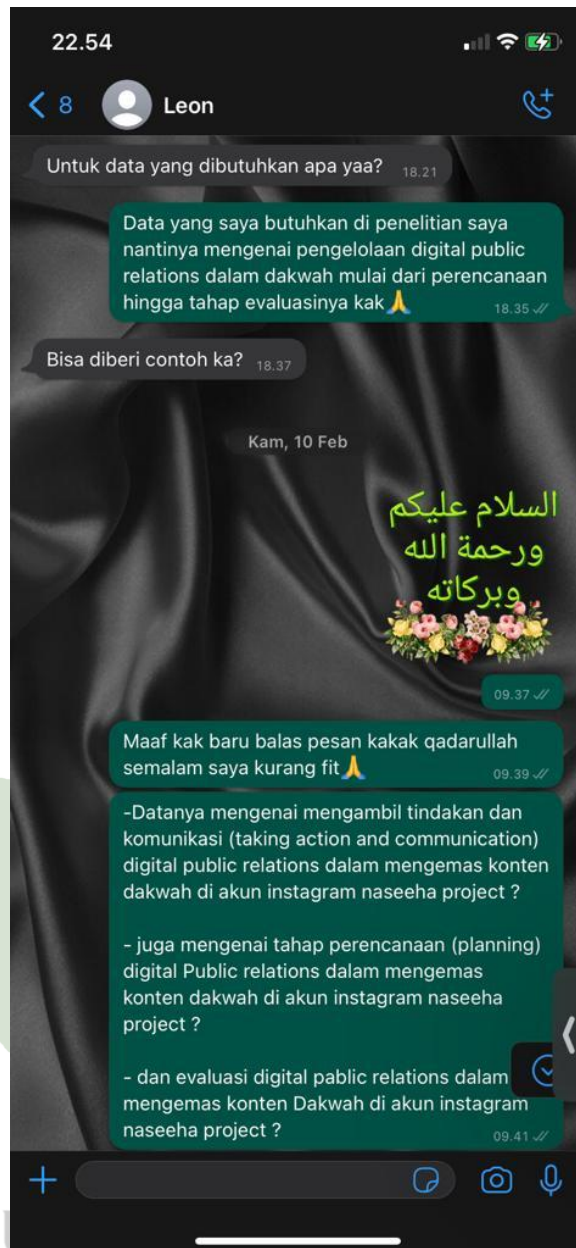 22.54
8 Leon
Untuk data yang dibutuhkan apa yaa? 18.21
Data yang saya butuhkan di penelitian saya
nantinya mengenai pengelolaan digital public
relations dalam dakwah mulai dari perencanaan
hingga tahap evaluasinya kak🙏 18.35
Bisa diberi contoh ka? 18.37
Kam, 10 Feb
السلام عليكم
ورحمة الله
وبركاته
09.37
Maaf kak baru balas pesan kakak qadarullah
semalam saya kurang fit🙏 09.39
-Datanya mengenai mengambil tindakan dan
komunikasi (taking action and communication)
digital public relations dalam mengemas konten
dakwah di akun instagram naseeha project ?
- juga mengenai tahap perencanaan (planning)
digital Public relations dalam mengemas
konten dakwah di akun instagram naseeha
project ?
- dan evaluasi digital pablic relations dalam
mengemas konten Dakwah di akun instagram
naseeha project ? 09.41